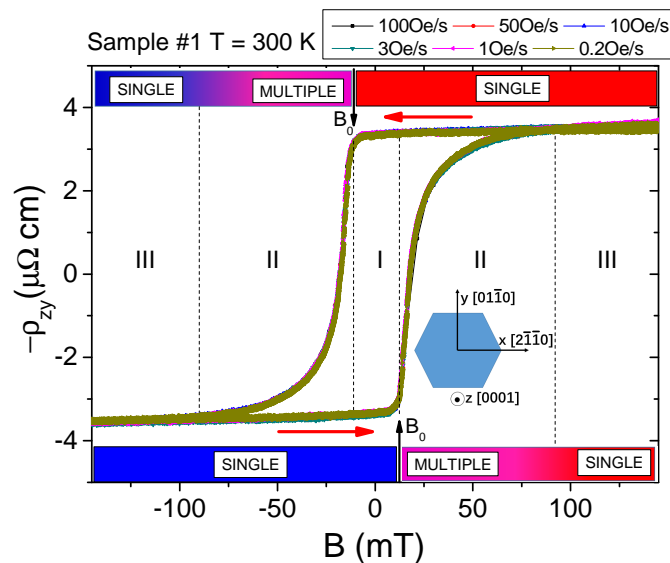 100Oe/s 50Oe/s 10Oe/s
3Oe/s 1Oe/s 0.2Oe/s
Sample #1 T = 300 K
SINGLE MULTIPLE SINGLE
B₀
4
2
0
-2
-4
−ρzy(μΩ cm)
III II I II III
y [011̄0]
x [21̄1̄0]
z [0001]
B₀
SINGLE MULTIPLE SINGLE
-100 -50 0 50 100
B (mT)